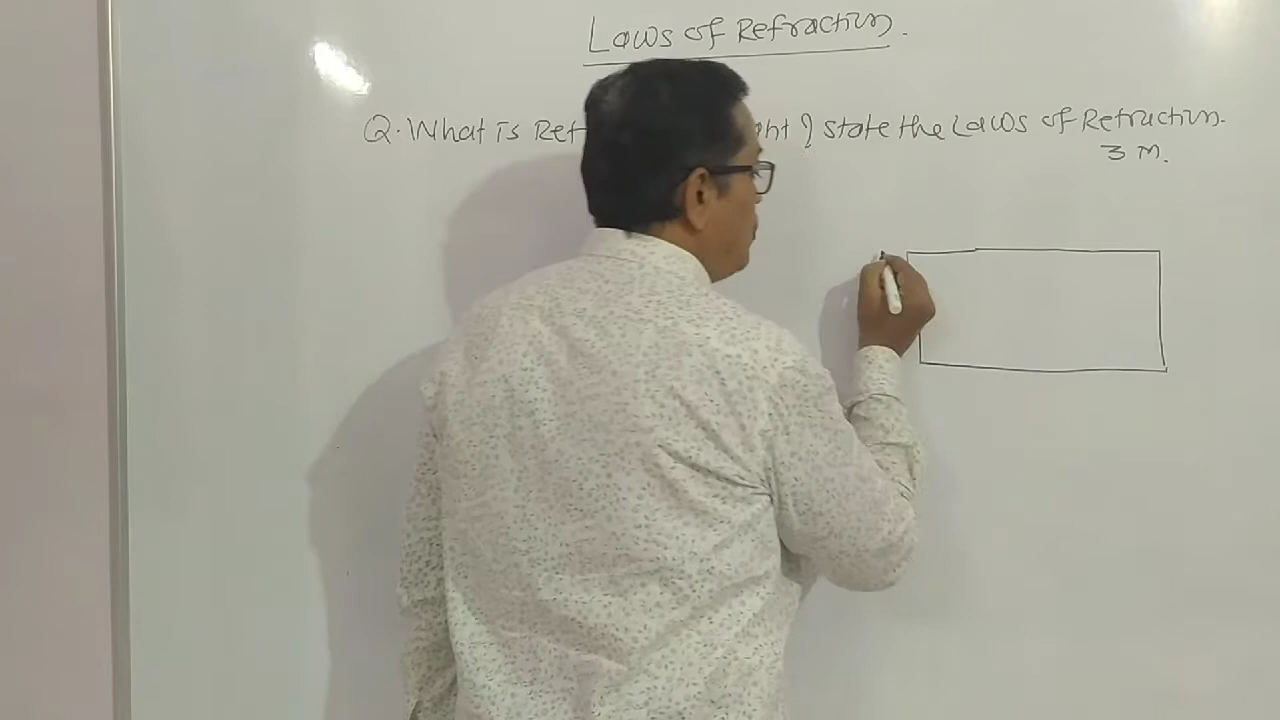 Laws of Refraction.
Q. What is Ref ght & state the Laws of Refraction.
3 M.